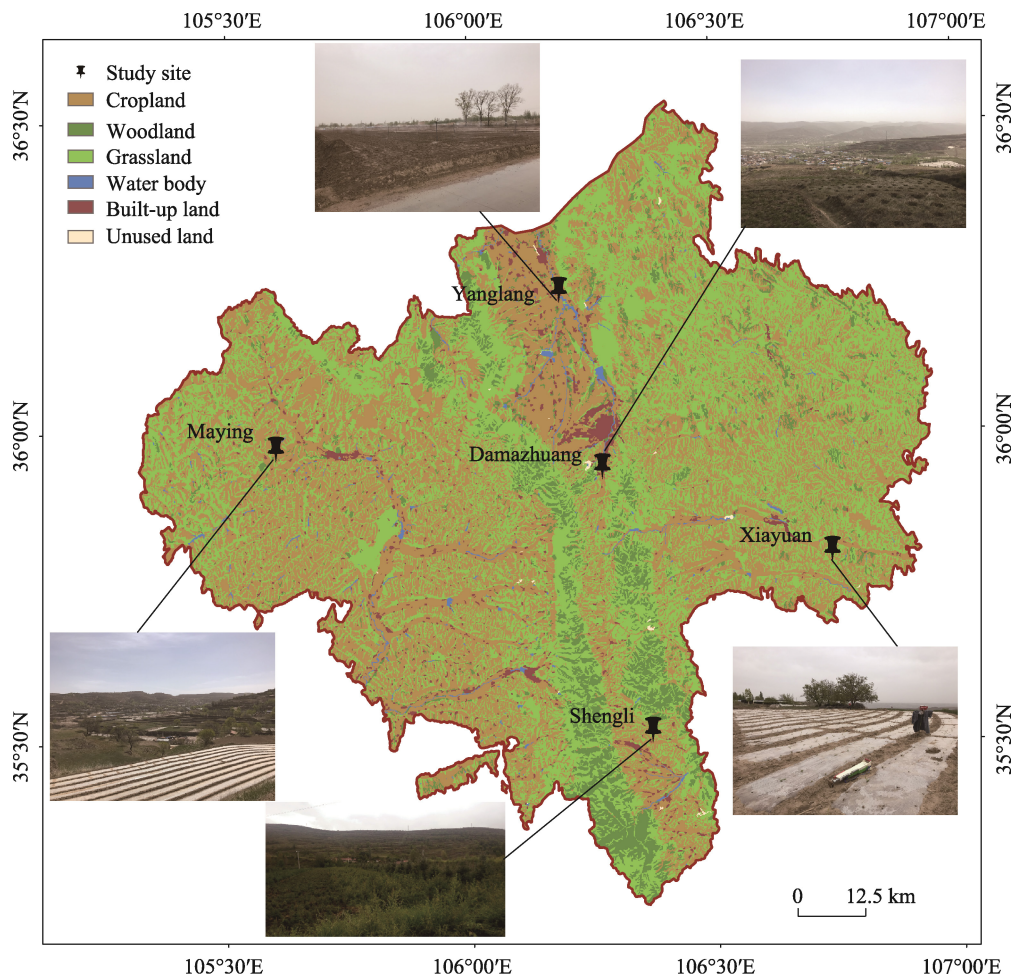 105°30′N
106°00′N
106°30′N
107°00′N
36°30′N
36°00′N
35°30′N
36°30′N
36°00′N
35°30′N
Study site
Cropland
Woodland
Grassland
Water body
Built-up land
Unused land
Yanglang
Maying
Damazhuang
Xiayuan
Shengli
0 12.5 km
105°30′N
106°00′N
106°30′N
107°00′N